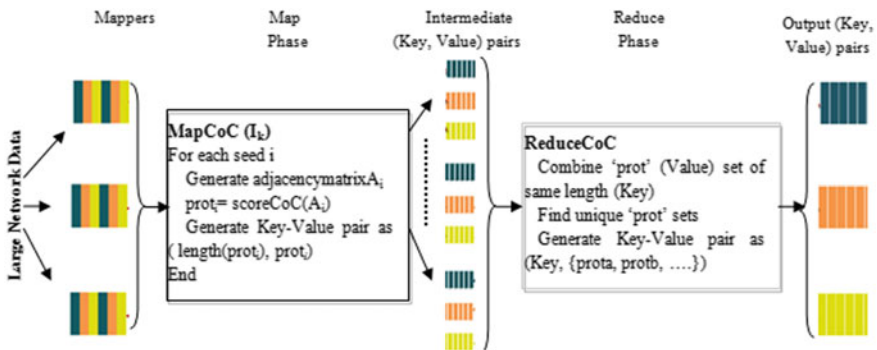 Mappers
Map
Phase
Intermediate
(Key, Value) pairs
Reduce
Phase
Output (Key,
Value) pairs
Large Network Data
MapCoC (Iₖ)
For each seed i
Generate adjacencymatrixAᵢ
protᵢ= scoreCoC(Aᵢ)
Generate Key-Value pair as
( length(protᵢ), protᵢ)
End
ReduceCoC
Combine ‘prot’ (Value) set of
same length (Key)
Find unique ‘prot’ sets
Generate Key-Value pair as
(Key, {prota, protb, ….})